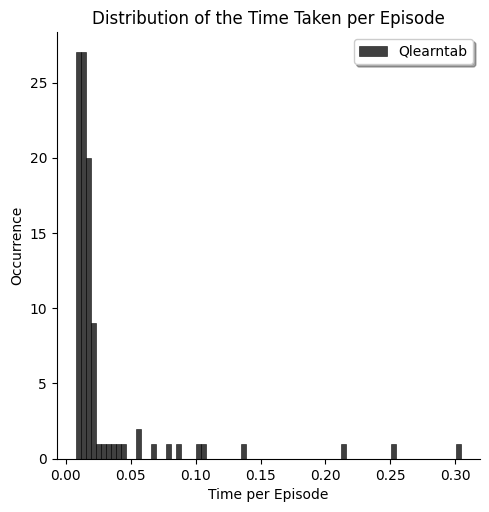 Distribution of the Time Taken per Episode
Qlearntab
Occurrence
25
20
15
10
5
0
0.00 0.05 0.10 0.15 0.20 0.25 0.30
Time per Episode